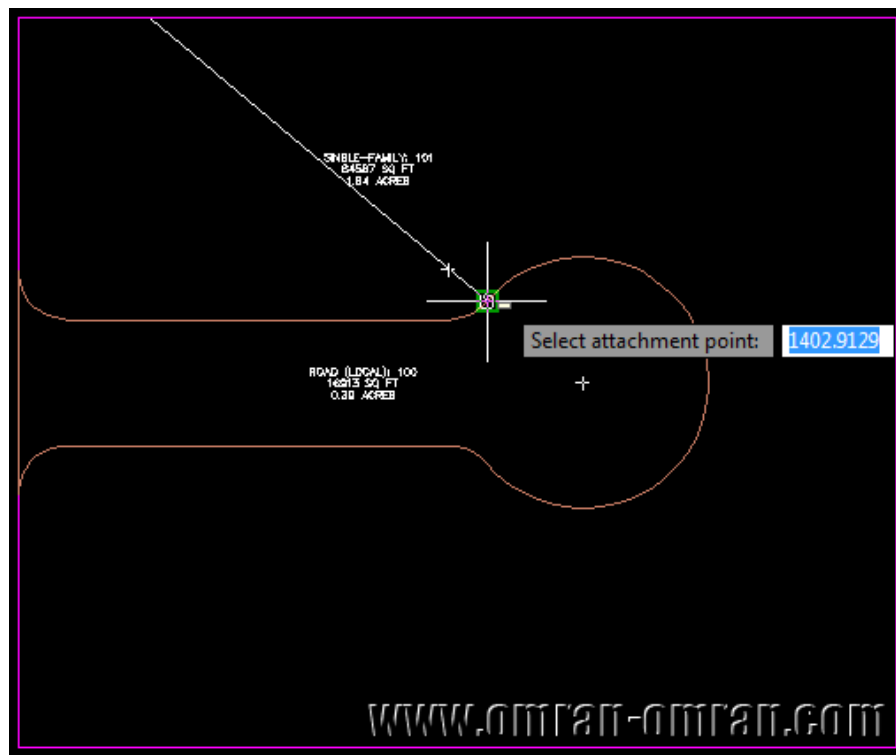 SINGLE-FAMILY: 101
84587 SQ FT
1.94 ACRES
Select attachment point: 1402.9129
ROAD (LOCAL): 100
16913 SQ FT
0.39 ACRES
www.omran-omran.com